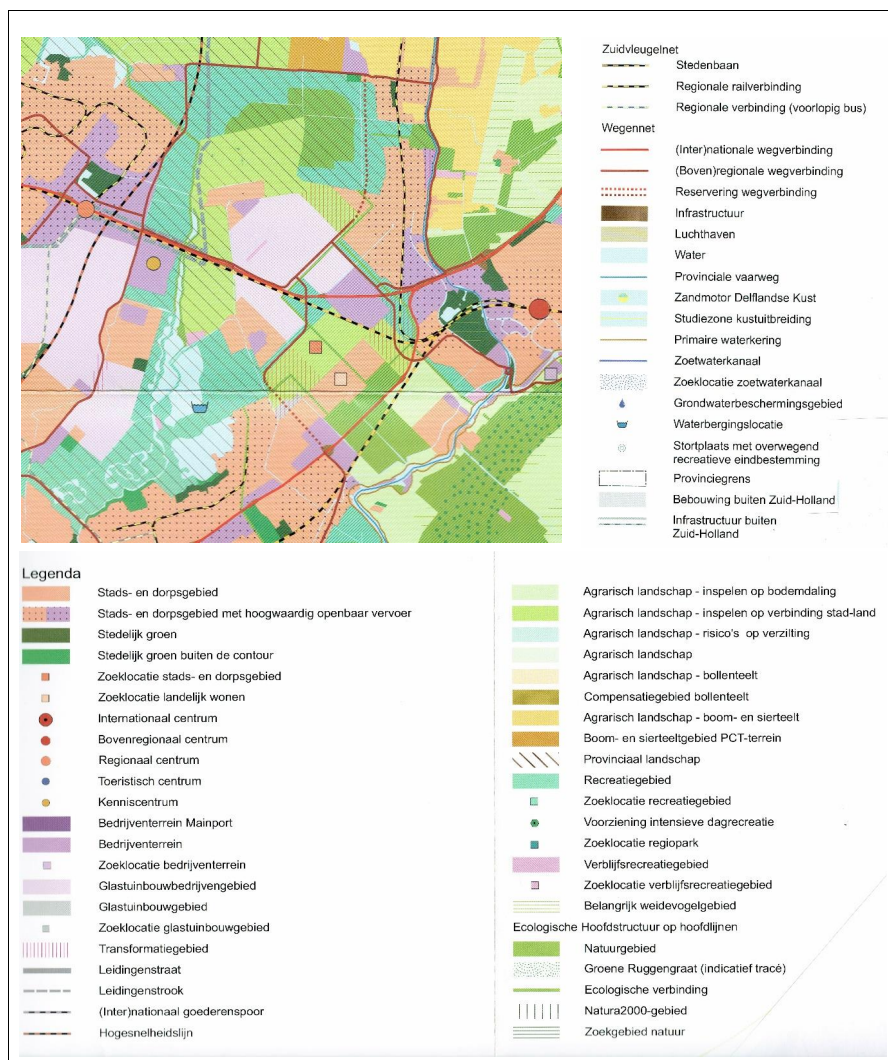 Zuidvleugelnet
Stedenbaan
Regionale railverbinding
Regionale verbinding (voorlopig bus)
Wegennet
(Inter)nationale wegverbinding
(Boven)regionale wegverbinding
Reservering wegverbinding
Infrastructuur
Luchthaven
Water
Provinciale vaarweg
Zandmotor Delflandse Kust
Studiezone kustuitbreiding
Primaire waterkering
Zoetwaterkanaal
Zoeklocatie zoetwaterkanaal
Grondwaterbeschermingsgebied
Waterbergingslocatie
Stortplaats met overwegend
recreatieve eindbestemming
Provinciegrens
Bebouwing buiten Zuid-Holland
Infrastructuur buiten
Zuid-Holland
Legenda
Stads- en dorpsgebied
Stads- en dorpsgebied met hoogwaardig openbaar vervoer
Stedelijk groen
Stedelijk groen buiten de contour
Zoeklocatie stads- en dorpsgebied
Zoeklocatie landelijk wonen
Internationaal centrum
Bovenregionaal centrum
Regionaal centrum
Toeristisch centrum
Kenniscentrum
Bedrijventerrein Mainport
Bedrijventerrein
Zoeklocatie bedrijventerrein
Glastuinbouwbedrijvengebied
Glastuinbouwgebied
Zoeklocatie glastuinbouwgebied
Transformatiegebied
Leidingenstraat
Leidingenstrook
(Inter)nationaal goederenspoor
Hogesnelheidslijn
Agrarisch landschap - inspelen op bodemdaling
Agrarisch landschap - inspelen op verbinding stad-land
Agrarisch landschap - risico's op verzilting
Agrarisch landschap
Agrarisch landschap - bollenteelt
Compensatiegebied bollenteelt
Agrarisch landschap - boom- en sierteelt
Boom- en sierteeltgebied PCT-terrein
Provinciaal landschap
Recreatiegebied
Zoeklocatie recreatiegebied
Voorziening intensieve dagrecreatie
Zoeklocatie regiopark
Verblijfsrecreatiegebied
Zoeklocatie verblijfsrecreatiegebied
Belangrijk weidevogelgebied
Ecologische Hoofdstructuur op hoofdlijnen
Natuurgebied
Groene Ruggengraat (indicatief tracé)
Ecologische verbinding
Natura2000-gebied
Zoekgebied natuur